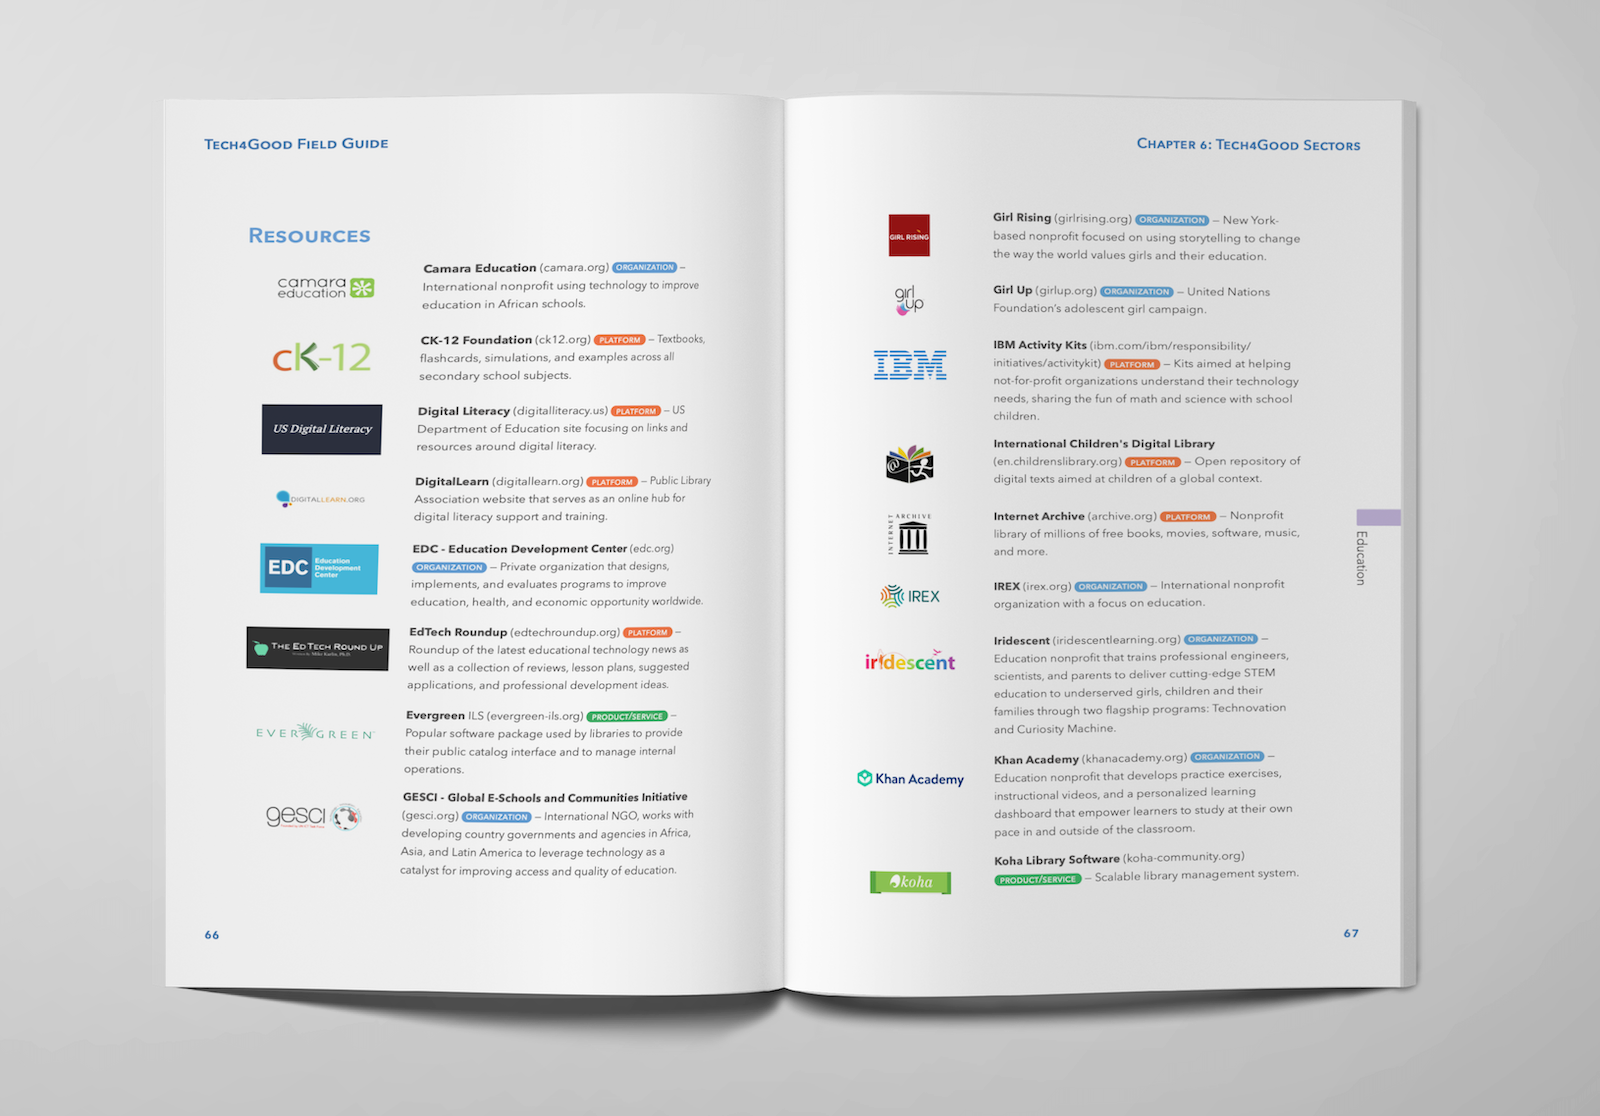 TECH4GOOD FIELD GUIDE
RESOURCES
camara
education
Camara Education (camara.org) ORGANIZATION –
International nonprofit using technology to improve
education in African schools.
cK-12
CK-12 Foundation (ck12.org) PLATFORM – Textbooks,
flashcards, simulations, and examples across all
secondary school subjects.
US Digital Literacy
Digital Literacy (digitalliteracy.us) PLATFORM – US
Department of Education site focusing on links and
resources around digital literacy.
DIGITALLEARN.ORG
DigitalLearn (digitallearn.org) PLATFORM – Public Library
Association website that serves as an online hub for
digital literacy support and training.
EDC Education
Development
Center
EDC - Education Development Center (edc.org)
ORGANIZATION – Private organization that designs,
implements, and evaluates programs to improve
education, health, and economic opportunity worldwide.
THE EDTECH ROUND UP
EdTech Roundup (edtechroundup.org) PLATFORM –
Roundup of the latest educational technology news as
well as a collection of reviews, lesson plans, suggested
applications, and professional development ideas.
EVERGREEN
Evergreen ILS (evergreen-ils.org) PRODUCT/SERVICE –
Popular software package used by libraries to provide
their public catalog interface and to manage internal
operations.
gesci
GESCI - Global E-Schools and Communities Initiative
(gesci.org) ORGANIZATION – International NGO, works with
developing country governments and agencies in Africa,
Asia, and Latin America to leverage technology as a
catalyst for improving access and quality of education.
66
CHAPTER 6: TECH4GOOD SECTORS
GIRL RISING
Girl Rising (girlrising.org) ORGANIZATION – New York-
based nonprofit focused on using storytelling to change
the way the world values girls and their education.
girl
up
Girl Up (girlup.org) ORGANIZATION – United Nations
Foundation's adolescent girl campaign.
IBM
IBM Activity Kits (ibm.com/ibm/responsibility/
initiatives/activitykit) PLATFORM – Kits aimed at helping
not-for-profit organizations understand their technology
needs, sharing the fun of math and science with school
children.
International Children's Digital Library
(en.childrenslibrary.org) PLATFORM – Open repository of
digital texts aimed at children of a global context.
INTERNET ARCHIVE
Internet Archive (archive.org) PLATFORM – Nonprofit
library of millions of free books, movies, software, music,
and more.
IREX
IREX (irex.org) ORGANIZATION – International nonprofit
organization with a focus on education.
iridescent
Iridescent (iridescentlearning.org) ORGANIZATION –
Education nonprofit that trains professional engineers,
scientists, and parents to deliver cutting-edge STEM
education to underserved girls, children and their
families through two flagship programs: Technovation
and Curiosity Machine.
Khan Academy
Khan Academy (khanacademy.org) ORGANIZATION –
Education nonprofit that develops practice exercises,
instructional videos, and a personalized learning
dashboard that empower learners to study at their own
pace in and outside of the classroom.
koha
Koha Library Software (koha-community.org)
PRODUCT/SERVICE – Scalable library management system.
Education
67